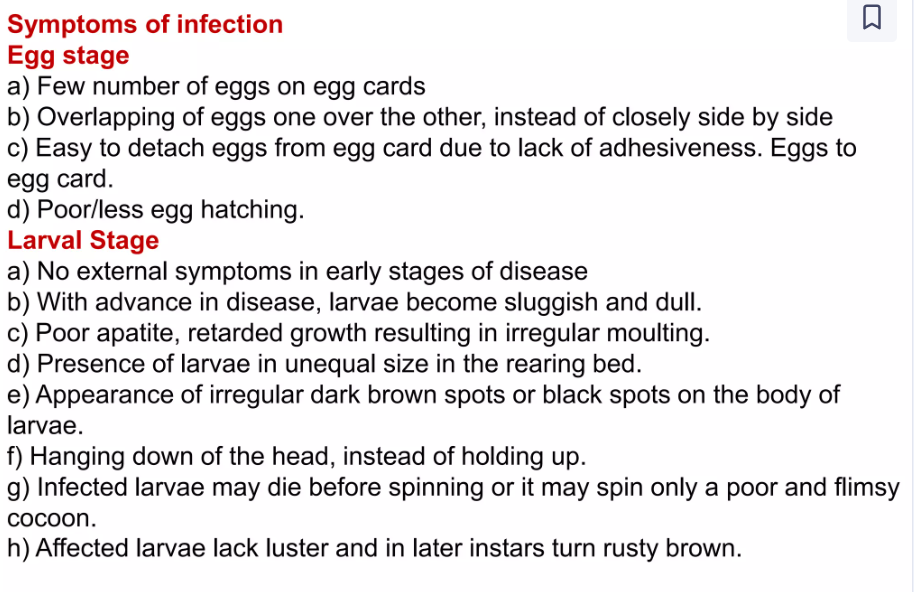 Symptoms of infection
Egg stage
a) Few number of eggs on egg cards
b) Overlapping of eggs one over the other, instead of closely side by side
c) Easy to detach eggs from egg card due to lack of adhesiveness. Eggs to
egg card.
d) Poor/less egg hatching.
Larval Stage
a) No external symptoms in early stages of disease
b) With advance in disease, larvae become sluggish and dull.
c) Poor apatite, retarded growth resulting in irregular moulting.
d) Presence of larvae in unequal size in the rearing bed.
e) Appearance of irregular dark brown spots or black spots on the body of
larvae.
f) Hanging down of the head, instead of holding up.
g) Infected larvae may die before spinning or it may spin only a poor and flimsy
cocoon.
h) Affected larvae lack luster and in later instars turn rusty brown.